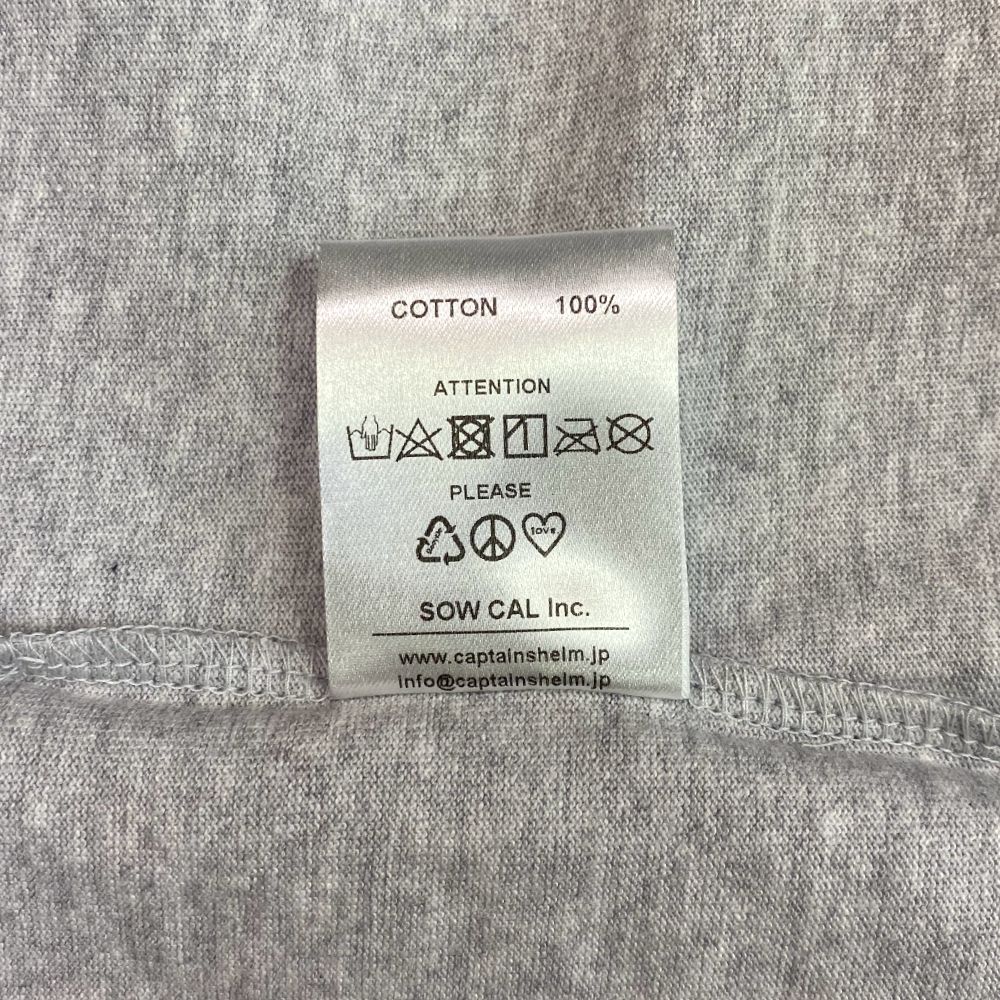 COTTON 100%
ATTENTION
PLEASE
love
SOW CAL Inc.
www.captainshelm.jp
info@captainshelm.jp